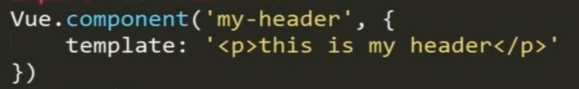 Vue.component('my-header', {
    template: '<p>this is my header</p>'
})